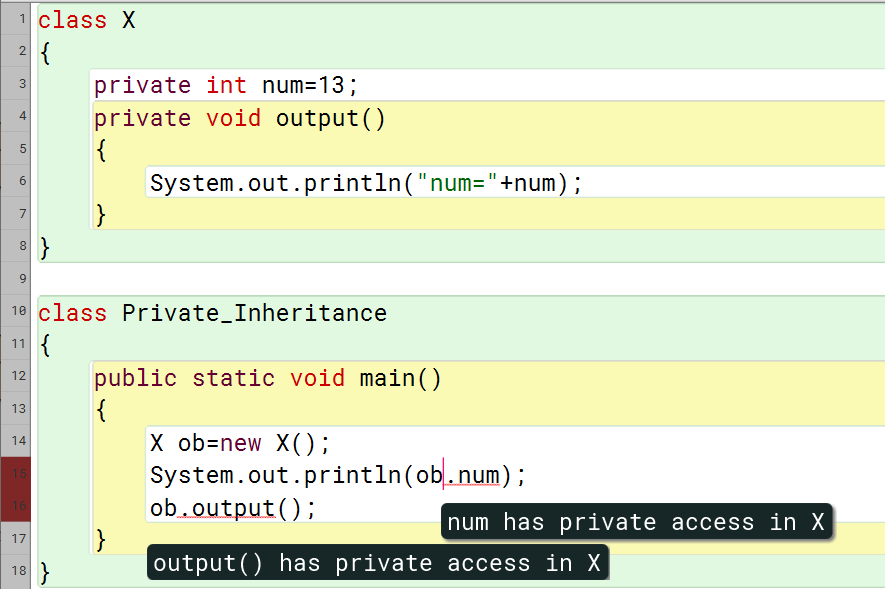 1 class X
2 {
3 private int num=13;
4 private void output()
5 {
6 System.out.println("num="+num);
7 }
8 }
9
10 class Private_Inheritance
11 {
12 public static void main()
13 {
14 X ob=new X();
15 System.out.println(ob.num);
16 ob.output();
num has private access in X
17 }
output() has private access in X
18 }